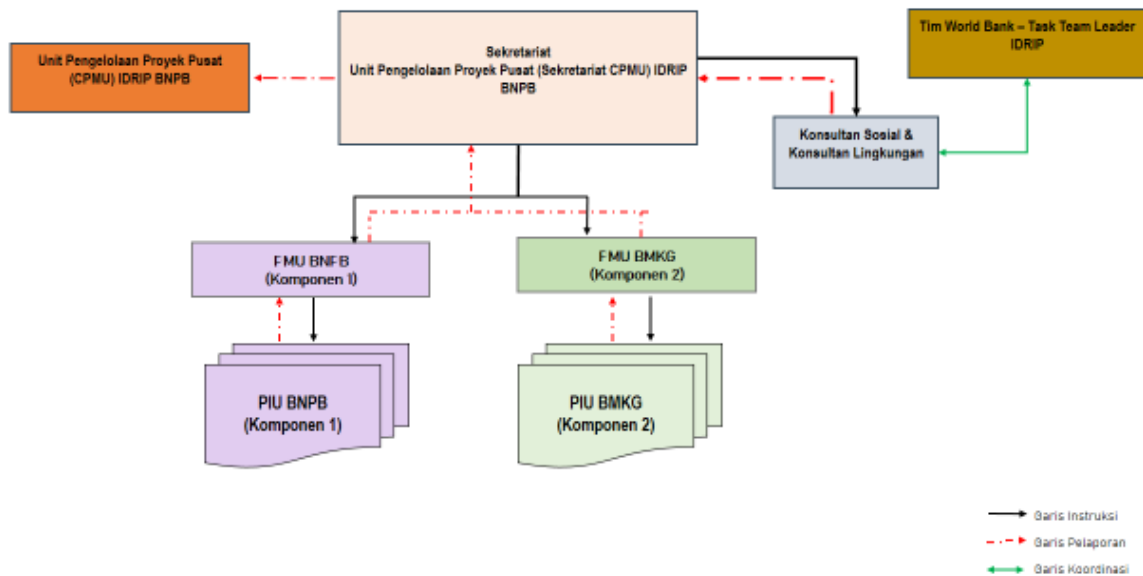 Unit Pengelolaan Proyek Pusat
(CPMU) IDRIP BNPB
Sekretariat
Unit Pengelolaan Proyek Pusat (Sekretariat CPMU) IDRIP
BNPB
Tim World Bank – Task Team Leader
IDRIP
Konsultan Sosial &
Konsultan Lingkungan
FMU BNFB
(Komponen 1)
FMU BMKG
(Komponen 2)
PIU BNPB
(Komponen 1)
PIU BMKG
(Komponen 2)
Garis Instruksi
Garis Pelaporan
Garis Koordinasi